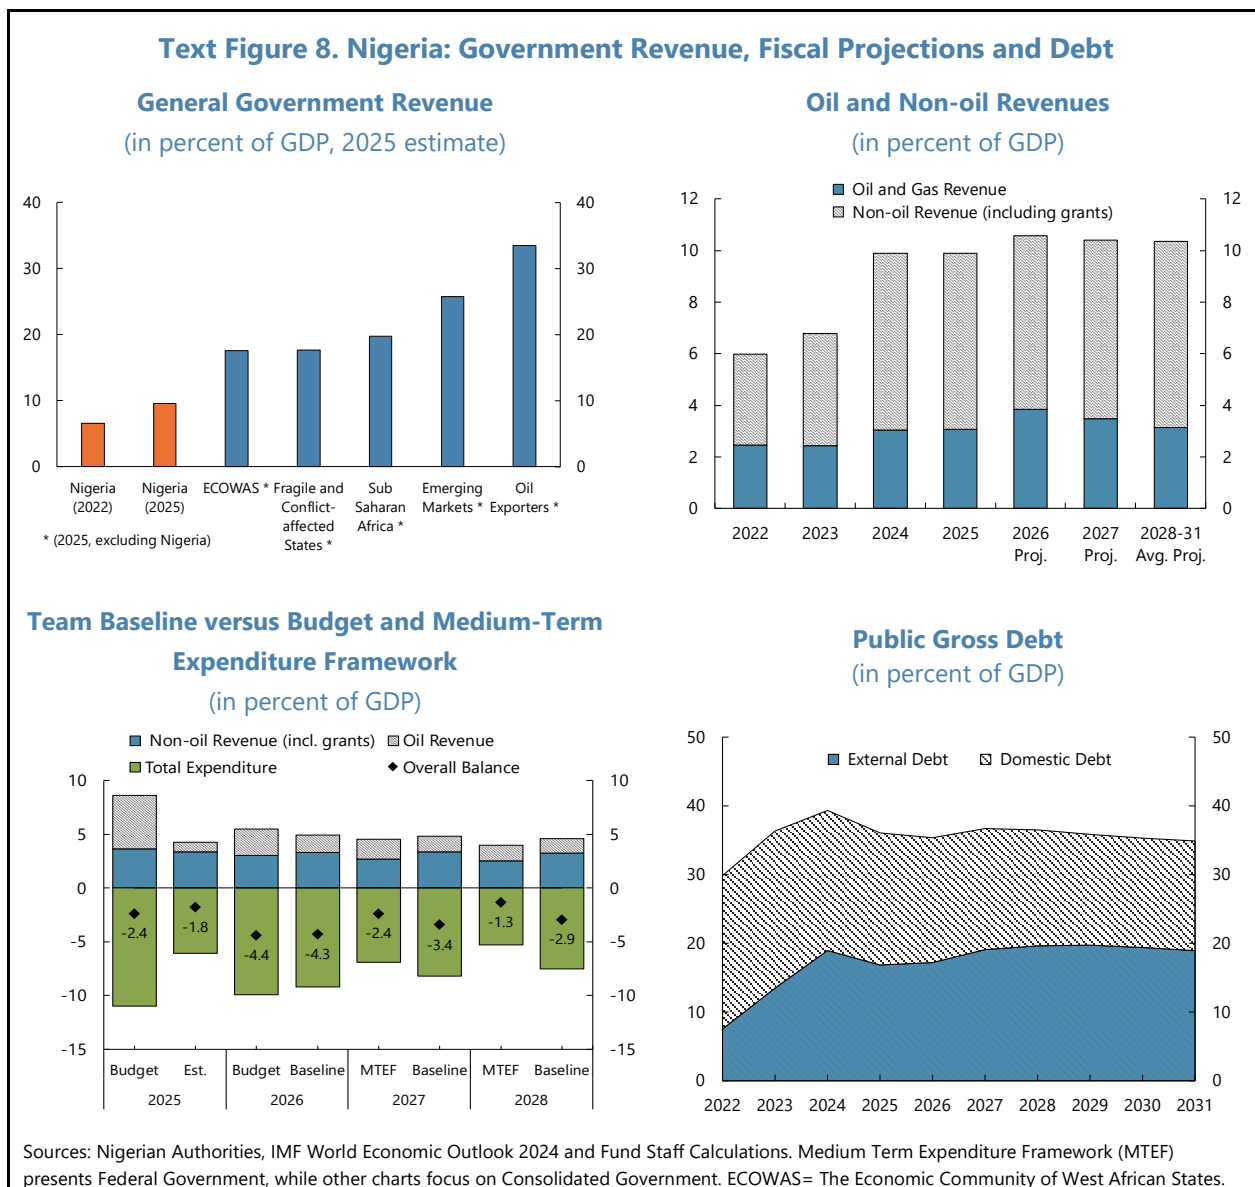 Text Figure 8. Nigeria: Government Revenue, Fiscal Projections and Debt
General Government Revenue
(in percent of GDP, 2025 estimate)
40 40
30 30
20 20
10 10
0 0
Nigeria (2022)
Nigeria (2025)
ECOWAS *
Fragile and Conflict-affected States *
Sub Saharan Africa *
Emerging Markets *
Oil Exporters *
* (2025, excluding Nigeria)
Oil and Non-oil Revenues
(in percent of GDP)
Oil and Gas Revenue
Non-oil Revenue (including grants)
12 12
10 10
8 8
6 6
4 4
2 2
0 0
2022 2023 2024 2025 2026 Proj. 2027 Proj. 2028-31 Avg. Proj.
Team Baseline versus Budget and Medium-Term
Expenditure Framework
(in percent of GDP)
Non-oil Revenue (incl. grants) Oil Revenue
Total Expenditure Overall Balance
10 10
5 5
0 0
-5 -5
-10 -10
-15 -15
-2.4 -1.8 -4.4 -4.3 -2.4 -3.4 -1.3 -2.9
Budget Est. Budget Baseline MTEF Baseline MTEF Baseline
2025 2026 2027 2028
Public Gross Debt
(in percent of GDP)
External Debt Domestic Debt
50 50
40 40
30 30
20 20
10 10
0 0
2022 2023 2024 2025 2026 2027 2028 2029 2030 2031
Sources: Nigerian Authorities, IMF World Economic Outlook 2024 and Fund Staff Calculations. Medium Term Expenditure Framework (MTEF)
presents Federal Government, while other charts focus on Consolidated Government. ECOWAS= The Economic Community of West African States.